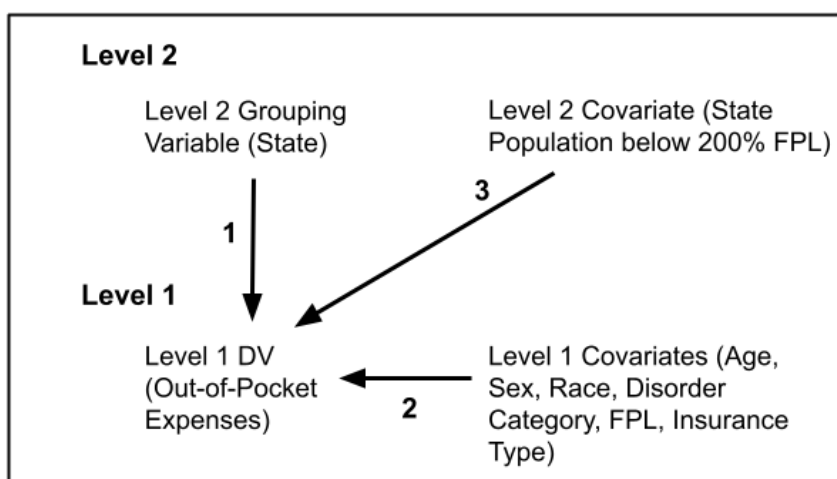 Level 2
Level 2 Grouping
Variable (State)
Level 2 Covariate (State
Population below 200% FPL)
1
3
Level 1
Level 1 DV
(Out-of-Pocket
Expenses)
2
Level 1 Covariates (Age,
Sex, Race, Disorder
Category, FPL, Insurance
Type)